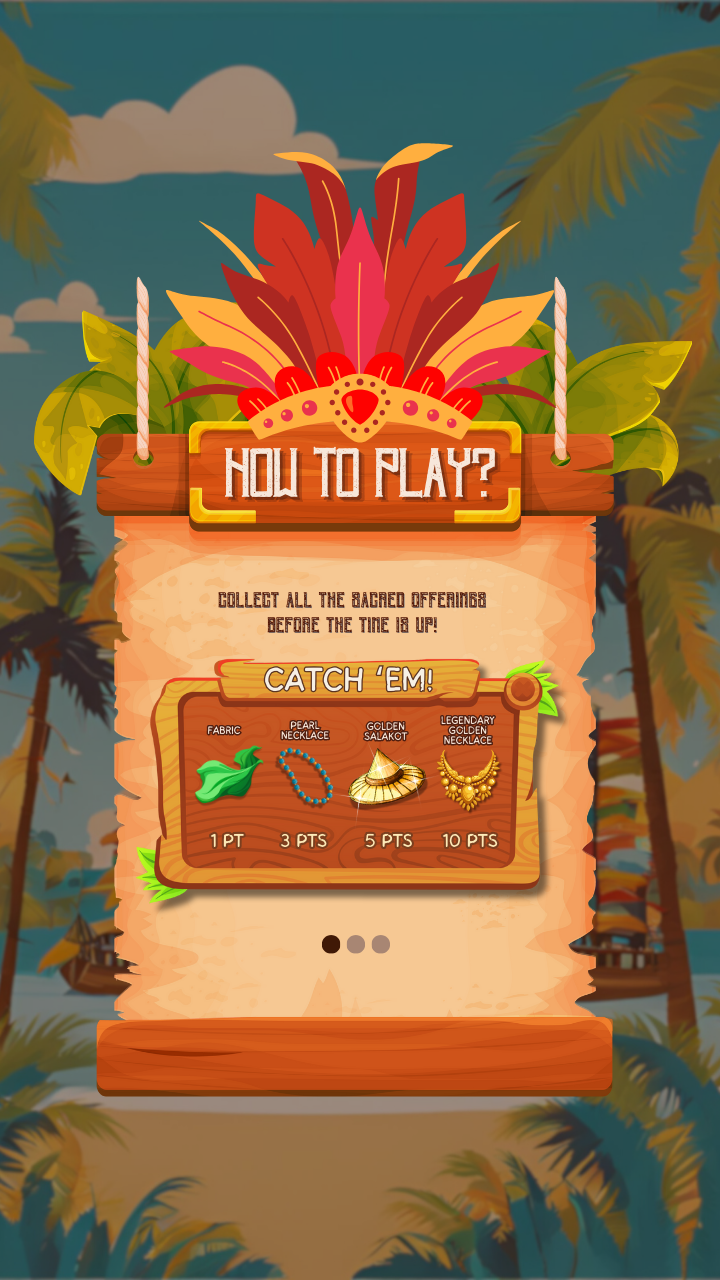 HOW TO PLAY?
COLLECT ALL THE SACRED OFFERINGS
BEFORE THE TIME IS UP!
CATCH 'EM!
FABRIC
PEARL
NECKLACE
GOLDEN
SALAKOT
LEGENDARY
GOLDEN
NECKLACE
1 PT
3 PTS
5 PTS
10 PTS